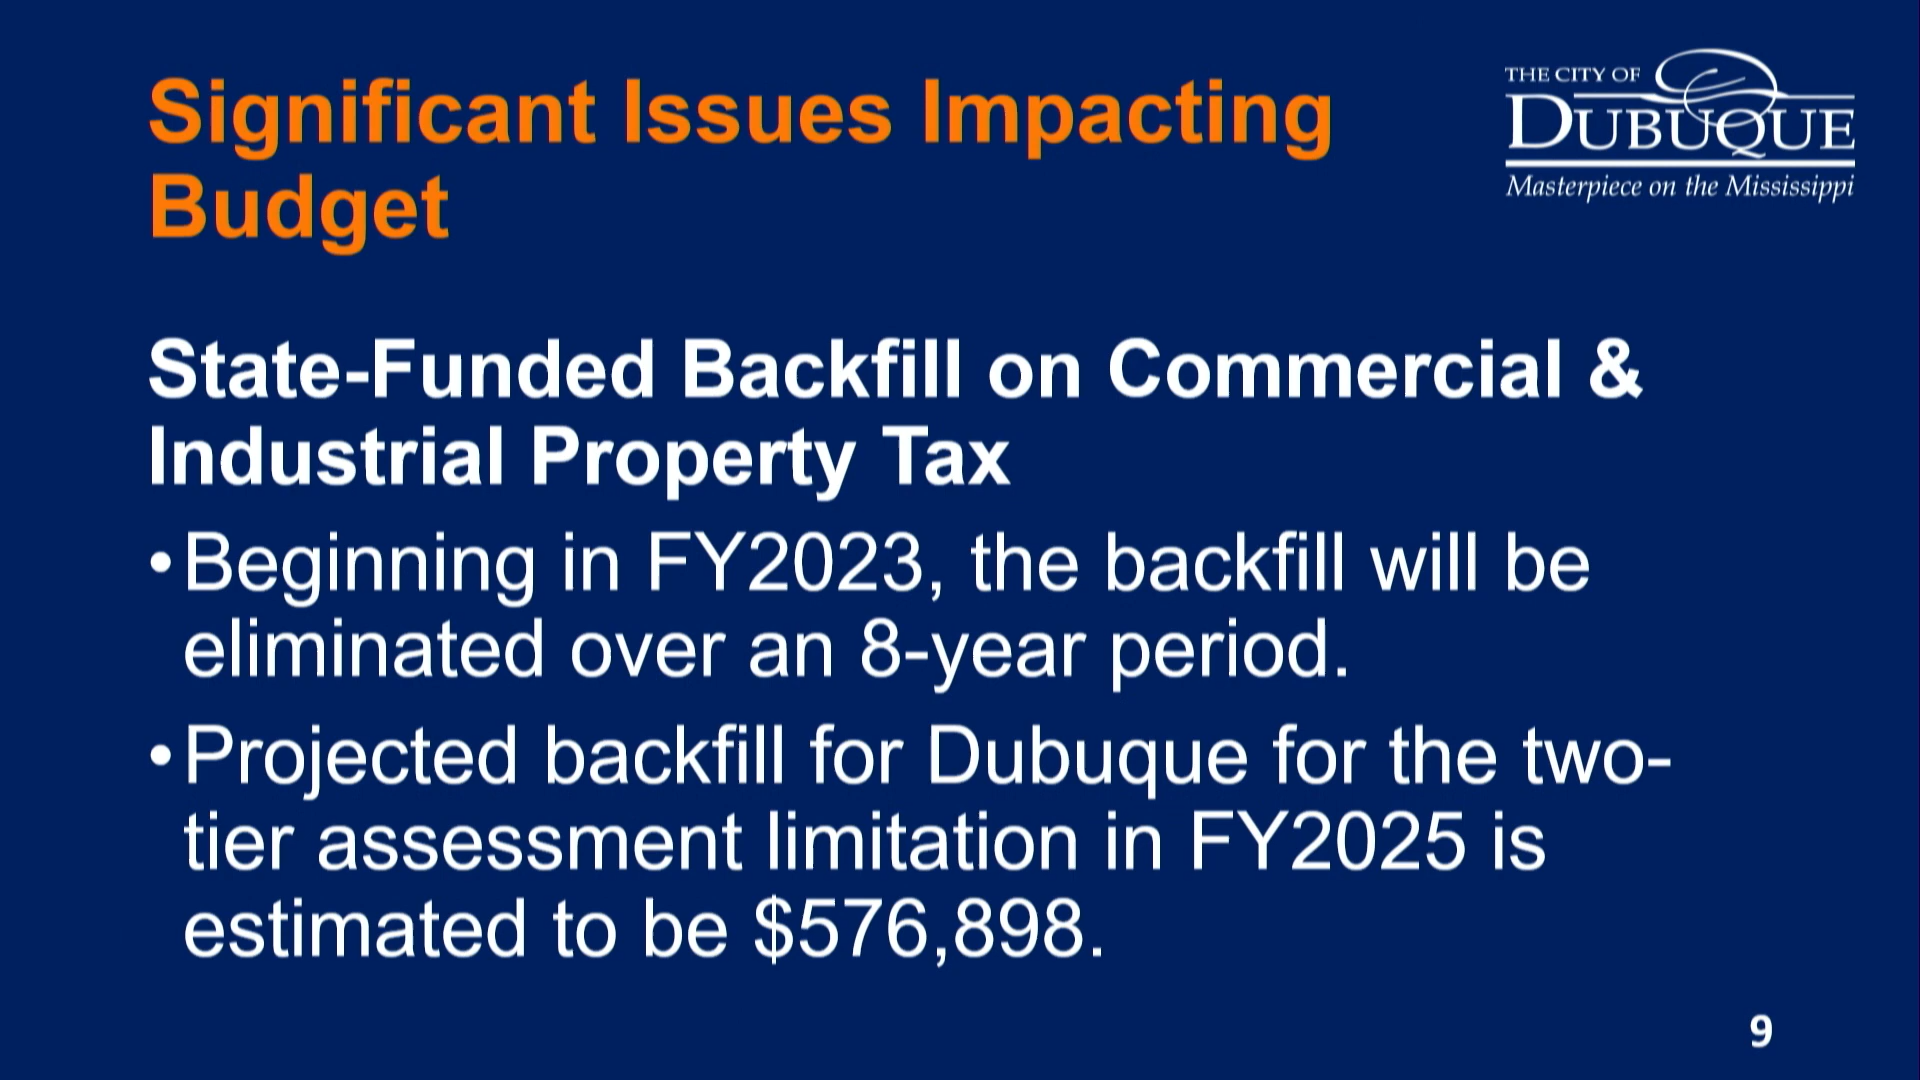 Significant Issues Impacting
Budget
THE CITY OF
DUBUQUE
Masterpiece on the Mississippi
State-Funded Backfill on Commercial &
Industrial Property Tax
•Beginning in FY2023, the backfill will be
eliminated over an 8-year period.
•Projected backfill for Dubuque for the two-
tier assessment limitation in FY2025 is
estimated to be $576,898.
9